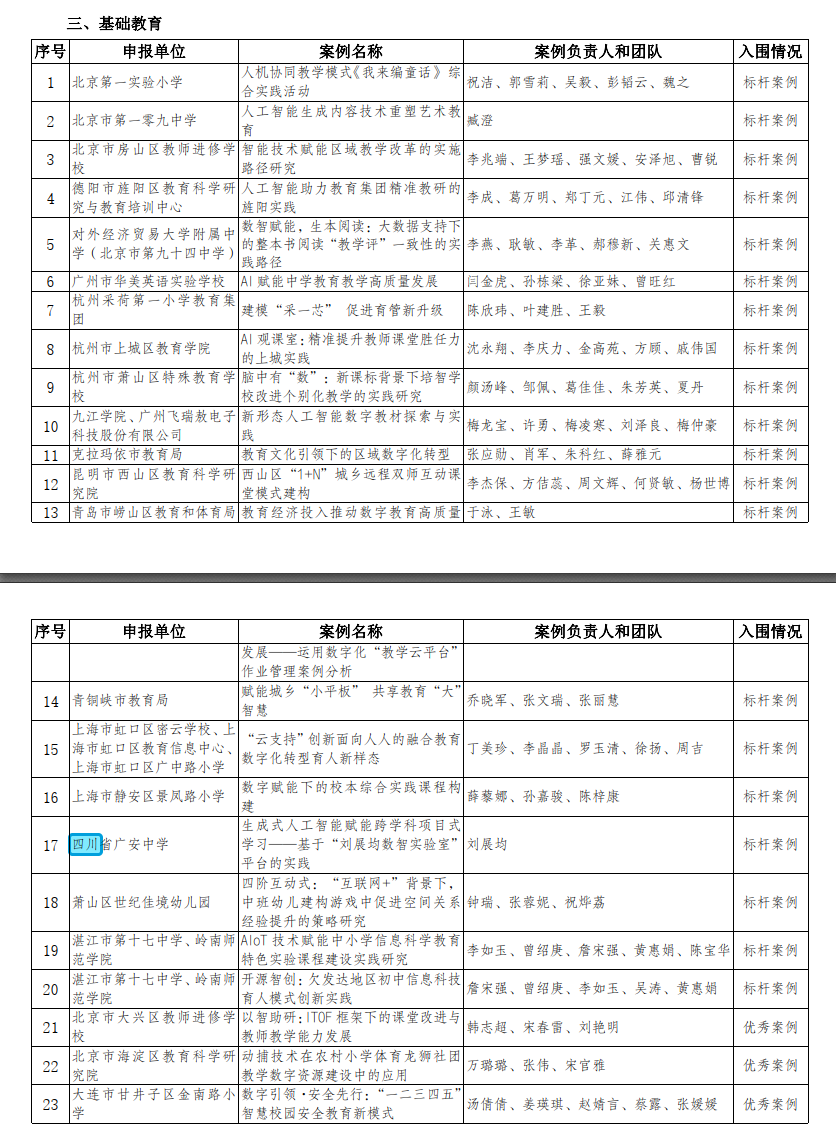 三、基础教育
序号 申报单位 案例名称 案例负责人和团队 入围情况
1 北京第一实验小学 人机协同教学模式《我来编童话》综
合实践活动 祝洁、郭雪莉、吴毅、彭韬云、魏之 标杆案例
2 北京市第一零九中学 人工智能生成内容技术重塑艺术教
育 臧澄 标杆案例
3 北京市房山区教师进修学
校 智能技术赋能区域教学改革的实施
路径研究 李兆端、王梦瑶、强文媛、安泽旭、曹锐 标杆案例
4 德阳市旌阳区教育科学研
究与教育培训中心 人工智能助力教育集团精准教研的
旌阳实践 李成、葛万明、郑丁元、江伟、邱清锋 标杆案例
5 对外经济贸易大学附属中
学（北京市第九十四中学） 数智赋能，生本阅读：大数据支持下
的整本书阅读“教学评”一致性的实
践路径 李燕、耿敏、李革、郝穆新、关惠文 标杆案例
6 广州市华美英语实验学校 AI 赋能中学教育教学高质量发展 闫金虎、孙栋梁、徐亚妹、曾旺红 标杆案例
7 杭州采荷第一小学教育集
团 建模“采一芯” 促进育管新升级 陈欣玮、叶建胜、王毅 标杆案例
8 杭州市上城区教育学院 AI 观课室：精准提升教师课堂胜任力
的上城实践 沈永翔、李庆力、金高苑、方顾、戚伟国 标杆案例
9 杭州市萧山区特殊教育学
校 脑中有“数”：新课标背景下培智学
校改进个别化教学的实践研究 颜汤峰、邹佩、葛佳佳、朱芳英、夏丹 标杆案例
10 九江学院、广州飞瑞敖电子
科技股份有限公司 新形态人工智能数字教材探索与实
践 梅龙宝、许勇、梅凌寒、刘泽良、梅仲豪 标杆案例
11 克拉玛依市教育局 教育文化引领下的区域数字化转型 张应勋、肖军、朱科红、薛雅元 标杆案例
12 昆明市西山区教育科学研
究院 西山区“1+N”城乡远程双师互动课
堂模式建构 李杰保、方佶蕊、周文辉、何贤敏、杨世博 标杆案例
13 青岛市崂山区教育和体育局 教育经济投入推动数字教育高质量 于泳、王敏 标杆案例
序号 申报单位 案例名称 案例负责人和团队 入围情况
发展——运用数字化“教学云平台”
作业管理案例分析
14 青铜峡市教育局 赋能城乡“小平板” 共享教育“大”
智慧 乔晓军、张文瑞、张丽慧 标杆案例
15 上海市虹口区密云学校、上
海市虹口区教育信息中心、
上海市虹口区广中路小学 “云支持”创新面向人人的融合教育
数字化转型育人新样态 丁美珍、李晶晶、罗玉清、徐扬、周吉 标杆案例
16 上海市静安区景凤路小学 数字赋能下的校本综合实践课程构
建 薛藜娜、孙嘉骏、陈梓康 标杆案例
17 四川省广安中学 生成式人工智能赋能跨学科项目式
学习——基于“刘展均数智实验室”
平台的实践 刘展均 标杆案例
18 萧山区世纪佳境幼儿园 四阶互动式：“互联网+”背景下，
中班幼儿建构游戏中促进空间关系
经验提升的策略研究 钟瑞、张蓉妮、祝烨荔 标杆案例
19 湛江市第十七中学、岭南师
范学院 AIoT 技术赋能中小学信息科学教育
特色实验课程建设实践研究 李如玉、曾绍庚、詹宋强、黄惠娟、陈宝华 标杆案例
20 湛江市第十七中学、岭南师
范学院 开源智创：欠发达地区初中信息科技
育人模式创新实践 詹宋强、曾绍庚、李如玉、吴涛、黄惠娟 标杆案例
21 北京市大兴区教师进修学
校 以智助研：ITOF 框架下的课堂改进与
教师教学能力发展 韩志超、宋春雷、刘艳明 优秀案例
22 北京市海淀区教育科学研
究院 动捕技术在农村小学体育龙狮社团
教学数字资源建设中的应用 万璐璐、张伟、宋官雅 优秀案例
23 大连市甘井子区金南路小
学 数字引领·安全先行：“一二三四五”
智慧校园安全教育新模式 汤倩倩、姜瑛琪、赵婧言、蔡露、张媛媛 优秀案例